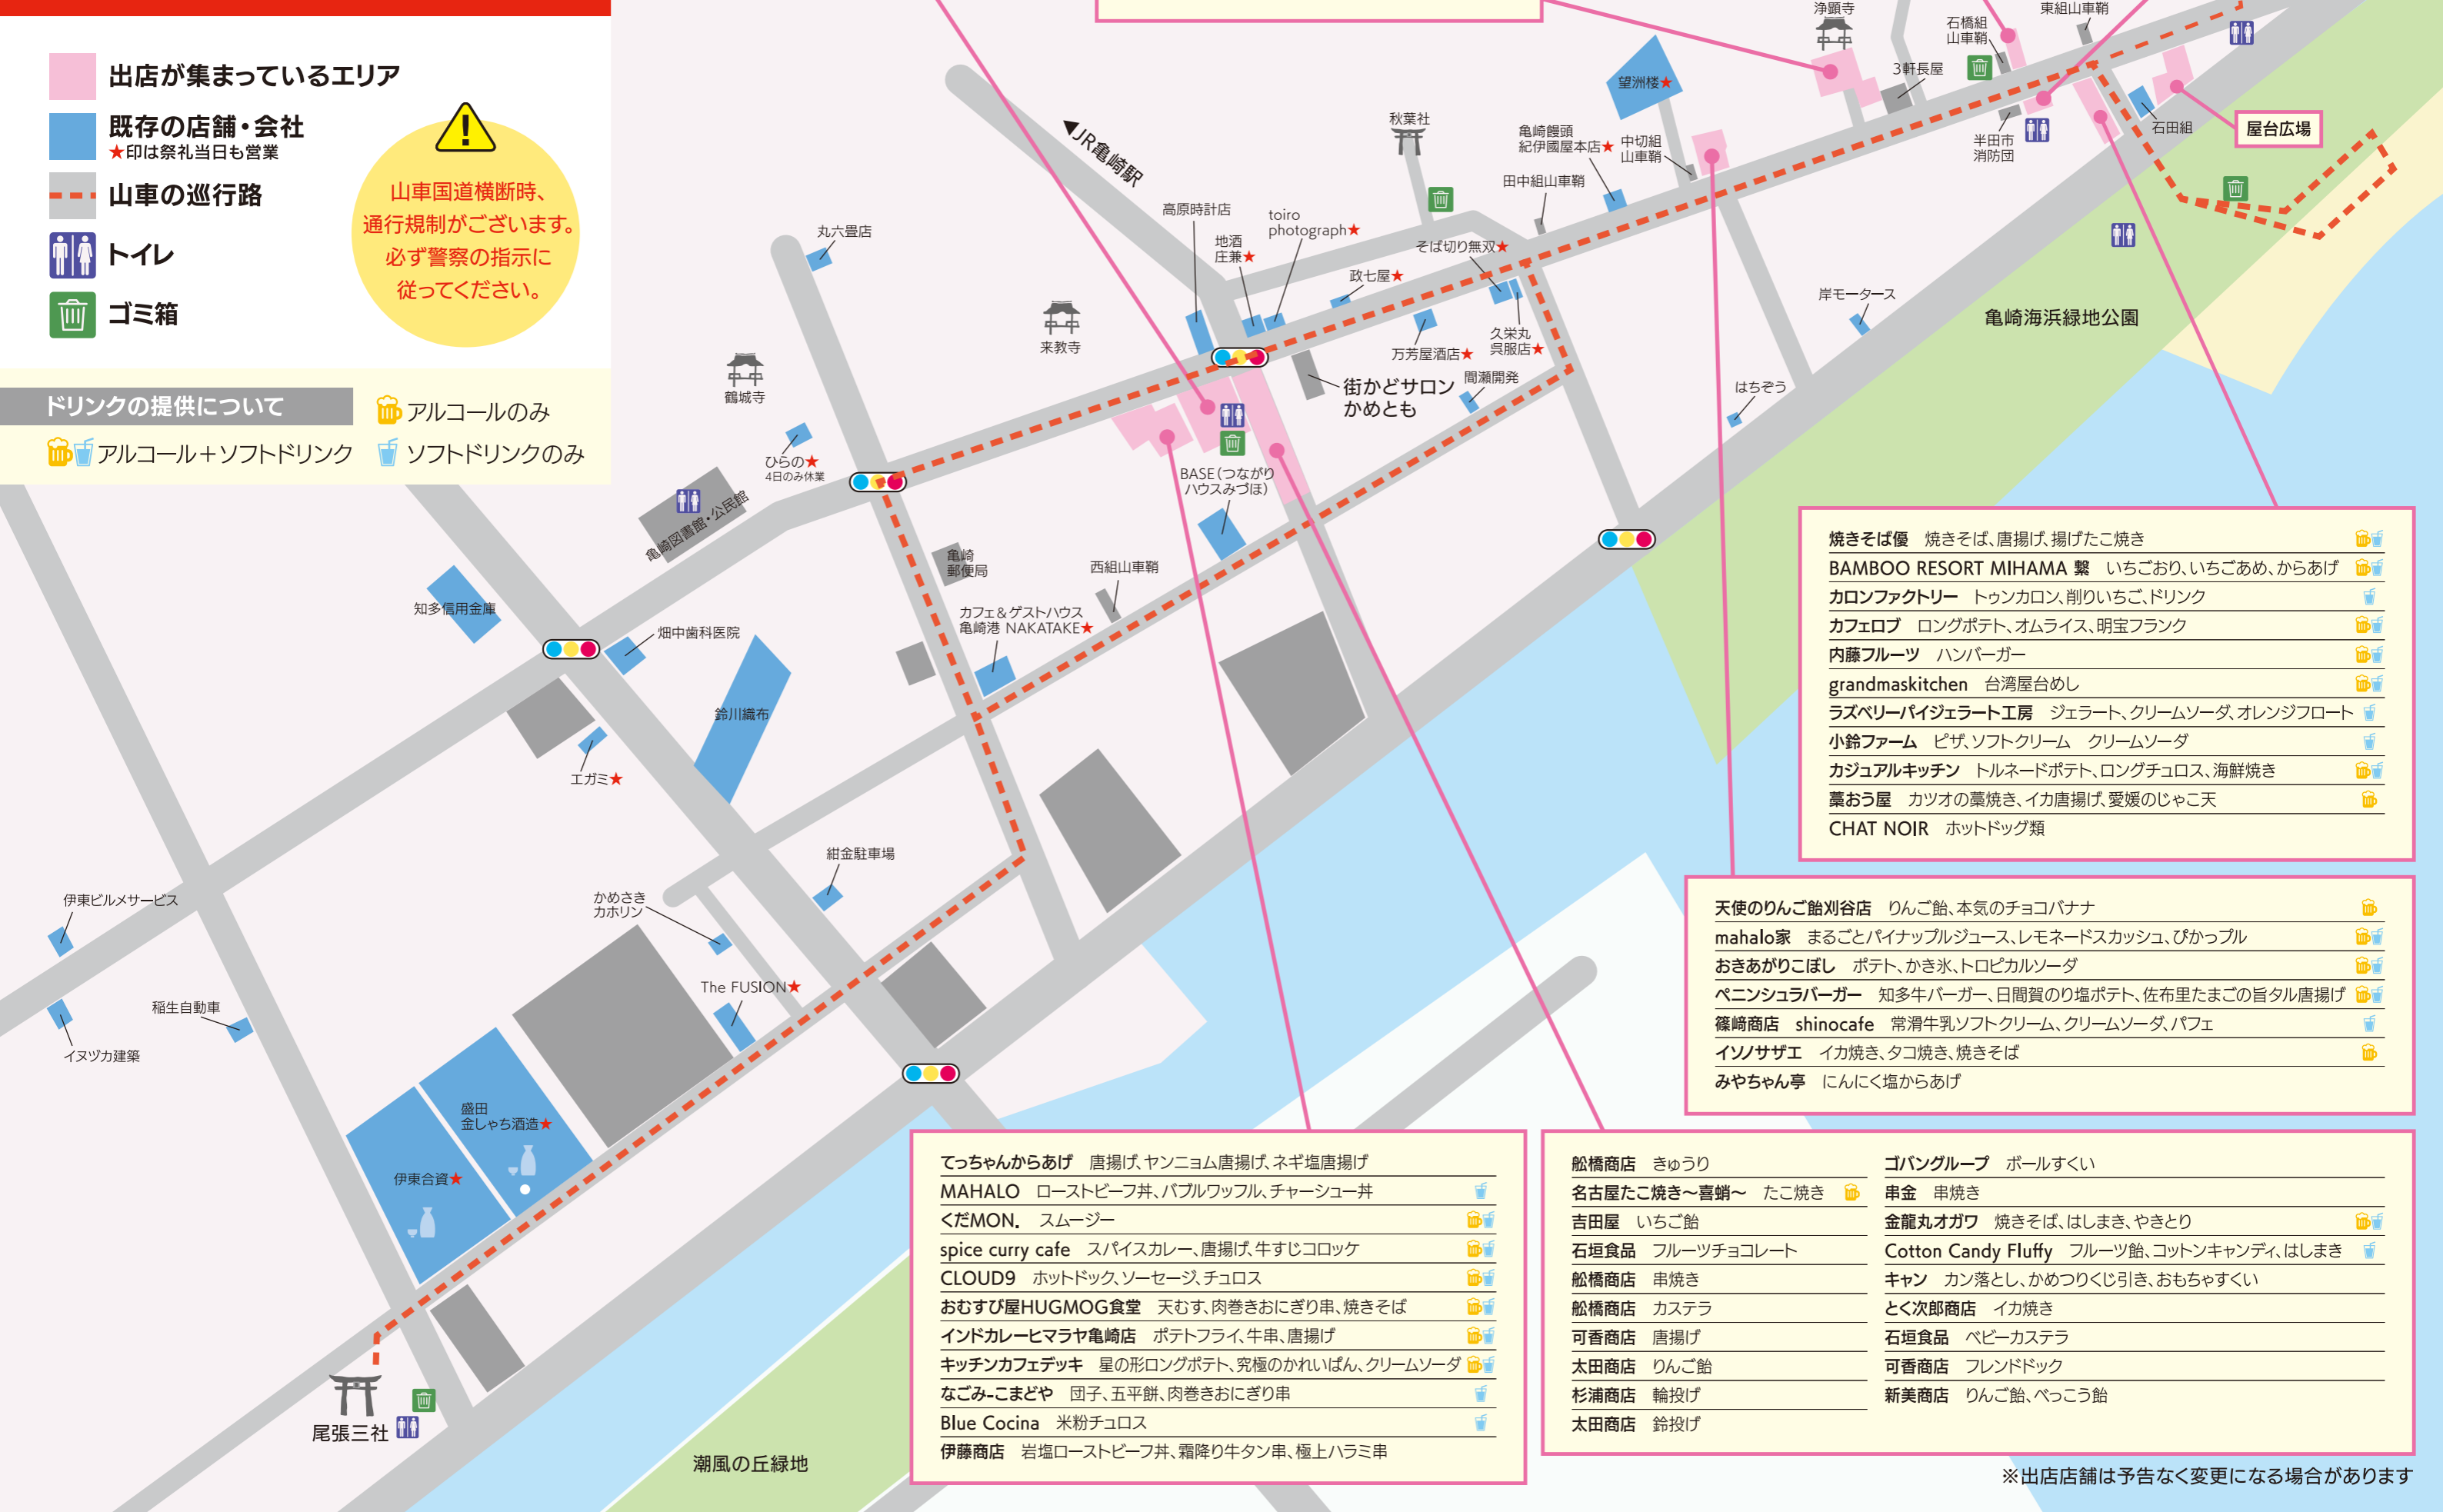 出店が集まっているエリア
既存の店舗・会社
★印は祭礼当日も営業
山車の巡行路
トイレ
ゴミ箱
!
山車国道横断時、
通行規制がございます。
必ず警察の指示に
従ってください。
ドリンクの提供について
アルコールのみ
アルコール＋ソフトドリンク
ソフトドリンクのみ
浄顕寺
東組山車鞘
石橋組
山車鞘
3軒長屋
望洲楼★
秋葉社
亀崎饅頭
紀伊國屋本店★
中切組
山車鞘
半田市
消防団
石田組
屋台広場
◀JR亀崎駅
田中組山車鞘
高原時計店
toiro
photograph★
地酒
庄兼★
そば切り無双★
丸六畳店
政七屋★
岸モータース
亀崎海浜緑地公園
来教寺
万芳屋酒店★
久栄丸
呉服店★
街かどサロン
かめとも
間瀬開発
はちぞう
鶴城寺
ひらの★
4日のみ休業
BASE（つながり
ハウスみづほ）
亀崎図書館・公民館
亀崎
郵便局
西組山車鞘
カフェ＆ゲストハウス
亀崎港 NAKATAKE★
知多信用金庫
畑中歯科医院
鈴川織布
エガミ★
紺金駐車場
かめさき
カホリン
伊東ビルメサービス
The FUSION★
稲生自動車
イヌヅカ建築
盛田
金しゃち酒造★
伊東合資★
尾張三社
潮風の丘緑地
焼きそば優　焼きそば、唐揚げ、揚げたこ焼き
BAMBOO RESORT MIHAMA 繋　いちごおり、いちごあめ、からあげ
カロンファクトリー　トゥンカロン、削りいちご、ドリンク
カフェロブ　ロングポテト、オムライス、明宝フランク
内藤フルーツ　ハンバーガー
grandmaskitchen　台湾屋台めし
ラズベリーパイジェラート工房　ジェラート、クリームソーダ、オレンジフロート
小鈴ファーム　ピザ、ソフトクリーム　クリームソーダ
カジュアルキッチン　トルネードポテト、ロングチュロス、海鮮焼き
藁おう屋　カツオの藁焼き、イカ唐揚げ、愛媛のじゃこ天
CHAT NOIR　ホットドッグ類
天使のりんご飴刈谷店　りんご飴、本気のチョコバナナ
mahalo家　まるごとパイナップルジュース、レモネードスカッシュ、ぴかっプル
おきあがりこぼし　ポテト、かき氷、トロピカルソーダ
ペニンシュラバーガー　知多牛バーガー、日間賀のり塩ポテト、佐布里たまごの旨タル唐揚げ
篠﨑商店　shinocafe　常滑牛乳ソフトクリーム、クリームソーダ、パフェ
イソノサザエ　イカ焼き、タコ焼き、焼きそば
みやちゃん亭　にんにく塩からあげ
てっちゃんからあげ　唐揚げ、ヤンニョム唐揚げ、ネギ塩唐揚げ
MAHALO　ローストビーフ丼、バブルワッフル、チャーシュー丼
くだMON.　スムージー
spice curry cafe　スパイスカレー、唐揚げ、牛すじコロッケ
CLOUD9　ホットドック、ソーセージ、チュロス
おむすび屋HUGMOG食堂　天むす、肉巻きおにぎり串、焼きそば
インドカレーヒマラヤ亀崎店　ポテトフライ、牛串、唐揚げ
キッチンカフェデッキ　星の形ロングポテト、究極のかれいぱん、クリームソーダ
なごみ-こまどや　団子、五平餅、肉巻きおにぎり串
Blue Cocina　米粉チュロス
伊藤商店　岩塩ローストビーフ丼、霜降り牛タン串、極上ハラミ串
舩橋商店　きゅうり
名古屋たこ焼き〜喜蛸〜　たこ焼き
吉田屋　いちご飴
石垣食品　フルーツチョコレート
舩橋商店　串焼き
舩橋商店　カステラ
可香商店　唐揚げ
太田商店　りんご飴
杉浦商店　輪投げ
太田商店　鈴投げ
ゴバングループ　ボールすくい
串金　串焼き
金龍丸オガワ　焼きそば、はしまき、やきとり
Cotton Candy Fluffy　フルーツ飴、コットンキャンディ、はしまき
キャン　カン落とし、かめつりくじ引き、おもちゃすくい
とく次郎商店　イカ焼き
石垣食品　ベビーカステラ
可香商店　フレンドドック
新美商店　りんご飴、べっこう飴
※出店店舗は予告なく変更になる場合があります